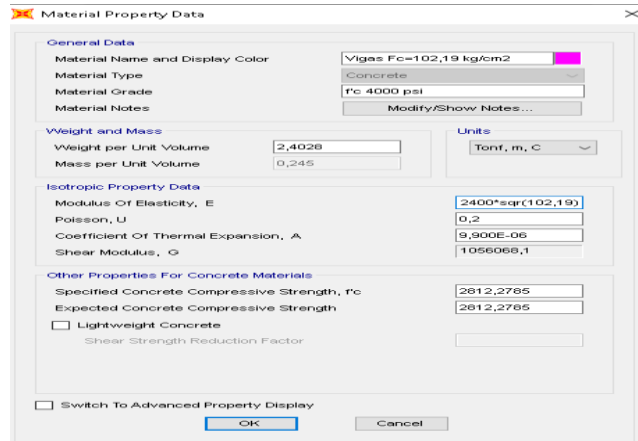 Material Property Data
General Data
Material Name and Display Color Vigas Fc=102,19 kg/cm2
Material Type Concrete
Material Grade f'c 4000 psi
Material Notes Modify/Show Notes...
Weight and Mass Units
Weight per Unit Volume 2,4028 Tonf, m, C
Mass per Unit Volume 0,245
Isotropic Property Data
Modulus Of Elasticity, E 2400*sqr(102,19)
Poisson, U 0,2
Coefficient Of Thermal Expansion, A 9,900E-06
Shear Modulus, G 1056068,1
Other Properties For Concrete Materials
Specified Concrete Compressive Strength, f'c 2812,2785
Expected Concrete Compressive Strength 2812,2785
Lightweight Concrete
Shear Strength Reduction Factor
Switch To Advanced Property Display
OK Cancel